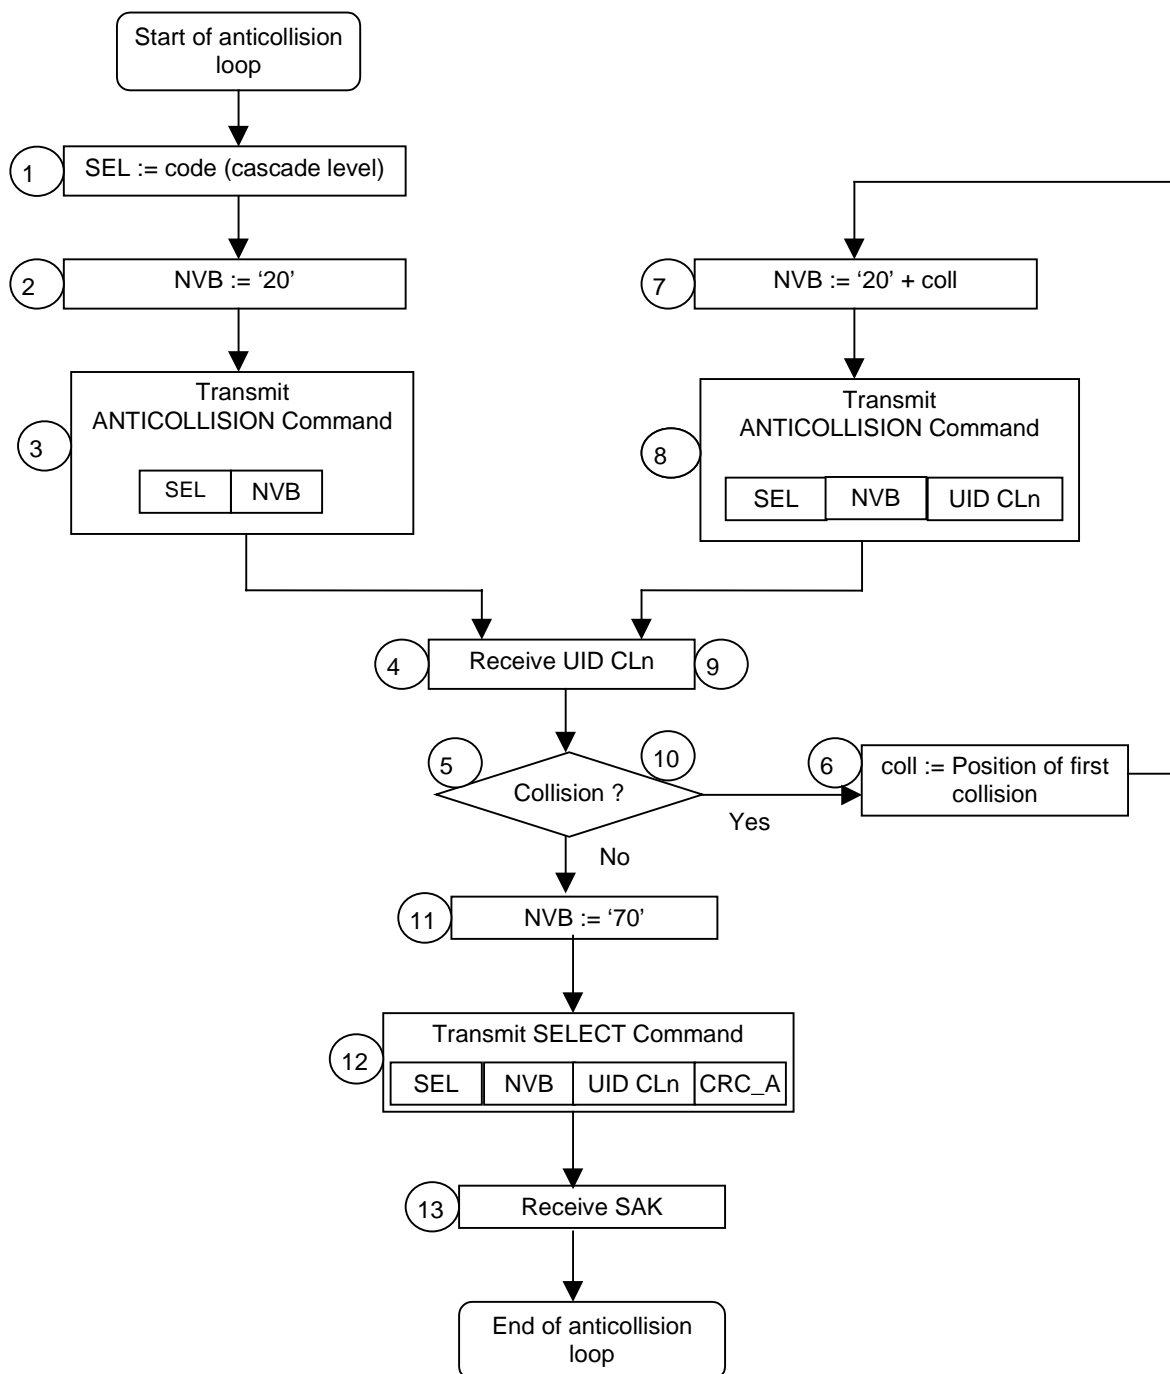 Start of anticollision
loop
1
SEL := code (cascade level)
2
NVB := ‘20’
3
Transmit
ANTICOLLISION Command
SEL NVB
7
NVB := ‘20’ + coll
8
Transmit
ANTICOLLISION Command
SEL NVB UID CLn
4
Receive UID CLn
9
5
10
Collision ?
Yes
No
6
coll := Position of first
collision
11
NVB := ‘70’
12
Transmit SELECT Command
SEL NVB UID CLn CRC_A
13
Receive SAK
End of anticollision
loop